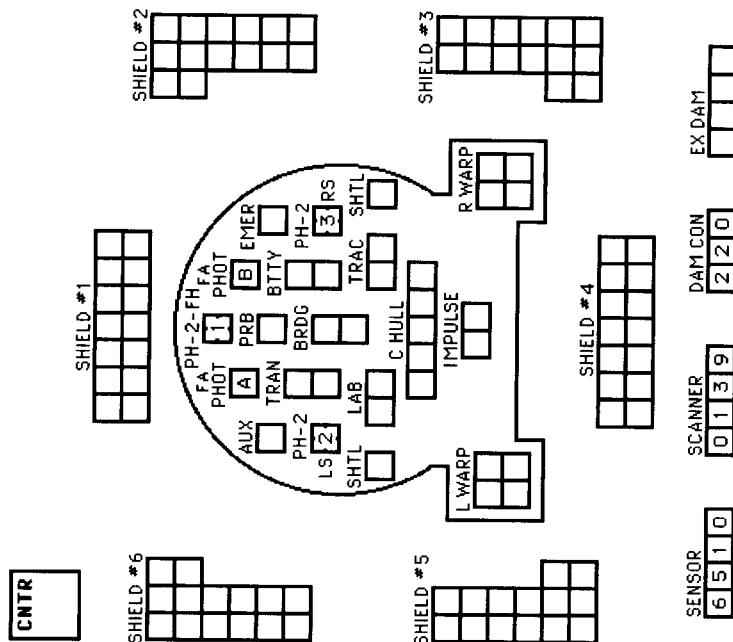 SHIELD #1
SHIELD #2
SHIELD #3
SHIELD #4
SHIELD #5
SHIELD #6
PH-2-FH
1
FA
PHOT
A
FA
PHOT
B
AUX
TRAN
PRB
BTTY
EMER
PH-2
LS
2
BRDG
PH-2
3
RS
SHTL
LAB
C HULL
TRAC
SHTL
IMPULSE
L WARP
R WARP
CNTR
SENSOR
6 5 1 0
SCANNER
0 1 3 9
DAM CON
2 2 0
EX DAM